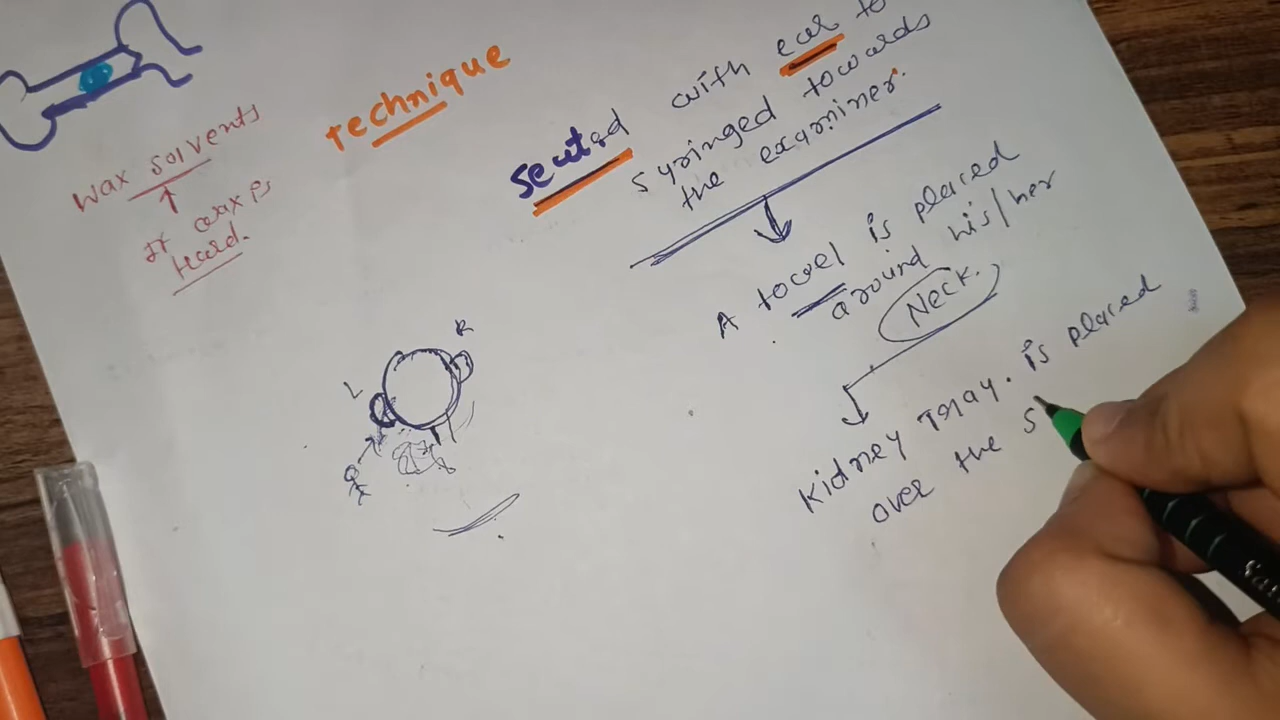 Technique
Wax Solvents
If wax is
Hard.
Seated with ear to
syringed towards
the examiner.
A towel is placed
around his/her
Neck.
Kidney Tray. is placed
over the S
L
R